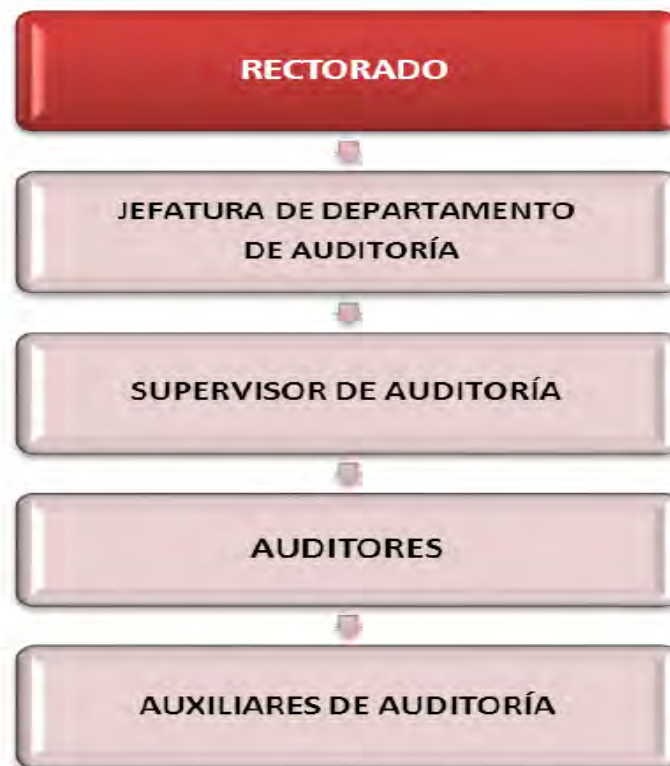 RECTORADO
JEFATURA DE DEPARTAMENTO
DE AUDITORÍA
SUPERVISOR DE AUDITORÍA
AUDITORES
AUXILIARES DE AUDITORÍA